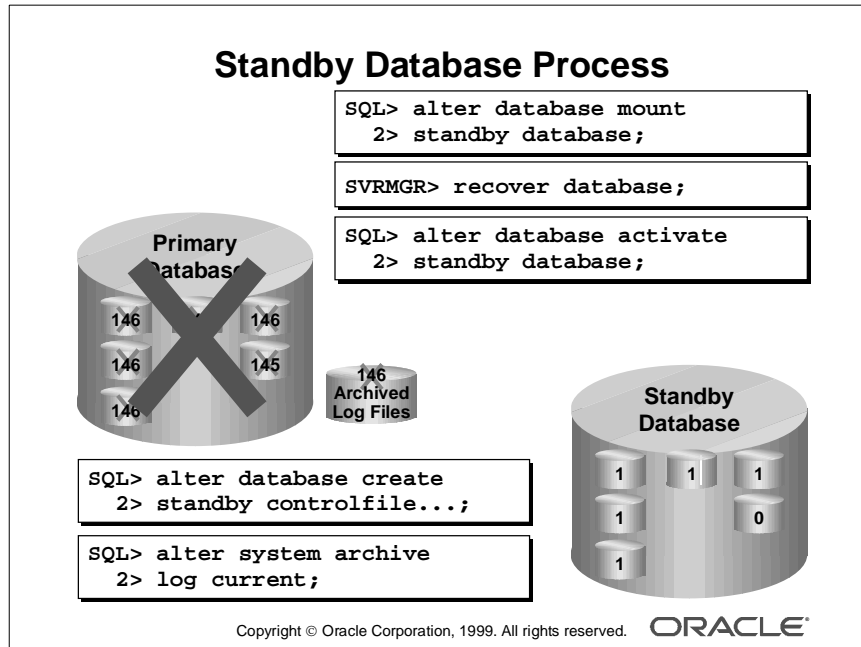 Standby Database Process
SQL> alter database mount
2> standby database;
SVRMGR> recover database;
SQL> alter database activate
2> standby database;
Primary
Database
146
146
146
145
146
146
Archived
Log Files
Standby
Database
1
1
1
1
0
1
SQL> alter database create
2> standby controlfile...;
SQL> alter system archive
2> log current;
Copyright © Oracle Corporation, 1999. All rights reserved.
ORACLE®